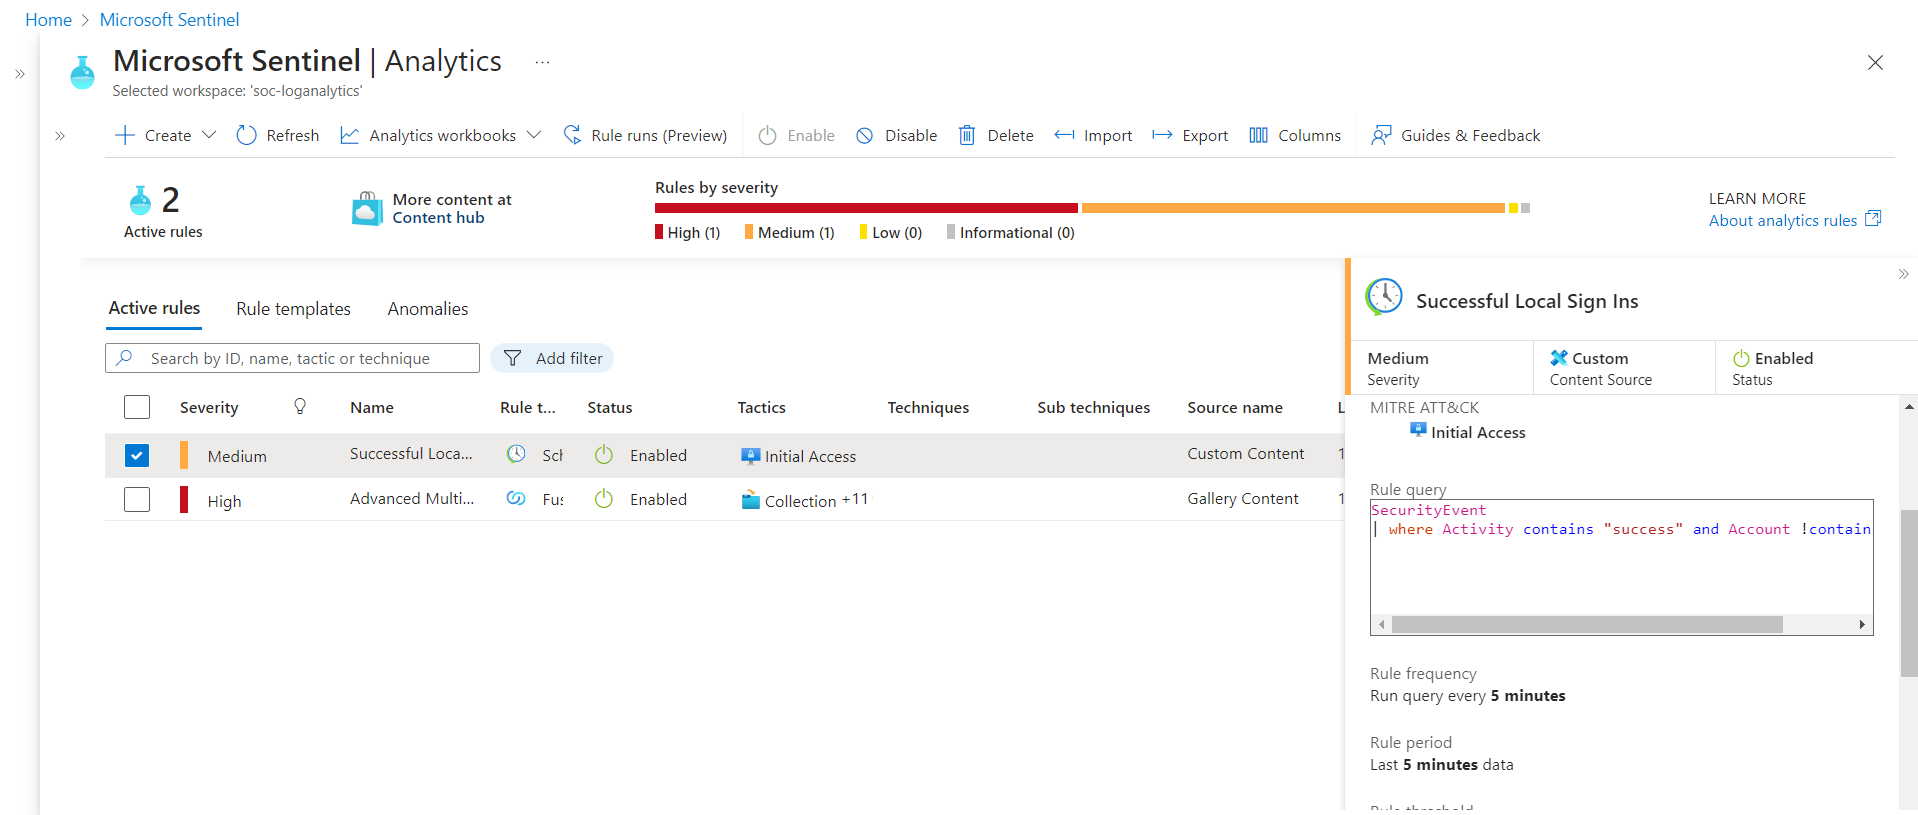 Home > Microsoft Sentinel
Microsoft Sentinel | Analytics ...
Selected workspace: 'soc-loganalytics'
Create Refresh Analytics workbooks Rule runs (Preview) Enable Disable Delete Import Export Columns Guides & Feedback
2
Active rules
More content at
Content hub
Rules by severity
High (1) Medium (1) Low (0) Informational (0)
LEARN MORE
About analytics rules
Active rules Rule templates Anomalies
Search by ID, name, tactic or technique Add filter
Severity Name Rule t... Status Tactics Techniques Sub techniques Source name L
Medium Successful Loca... Sch Enabled Initial Access Custom Content 1
High Advanced Multi... Fus Enabled Collection +11 Gallery Content 1
Successful Local Sign Ins
Medium Custom Enabled
Severity Content Source Status
MITRE ATT&CK
Initial Access
Rule query
SecurityEvent
| where Activity contains "success" and Account !contain
Rule frequency
Run query every 5 minutes
Rule period
Last 5 minutes data
Rule threshold